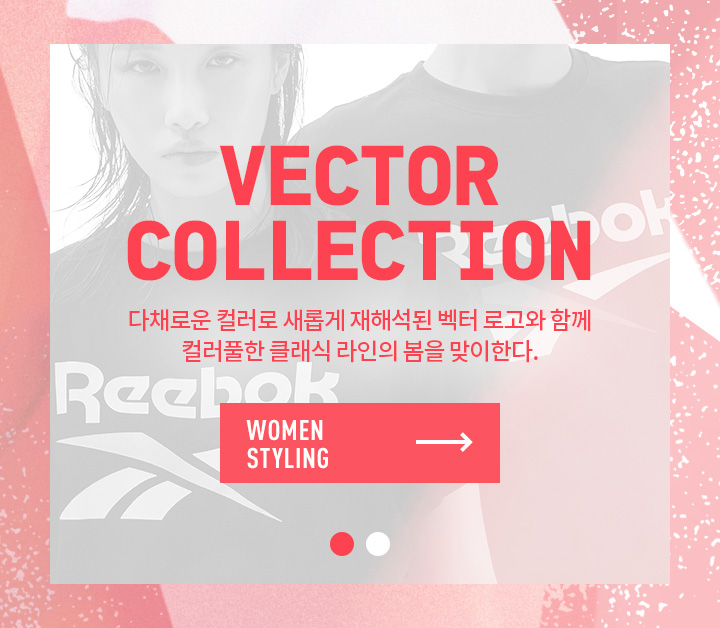 VECTOR
COLLECTION
다채로운 컬러로 새롭게 재해석된 벡터 로고와 함께
컬러풀한 클래식 라인의 봄을 맞이한다.
Reebok
Reebok
WOMEN
STYLING